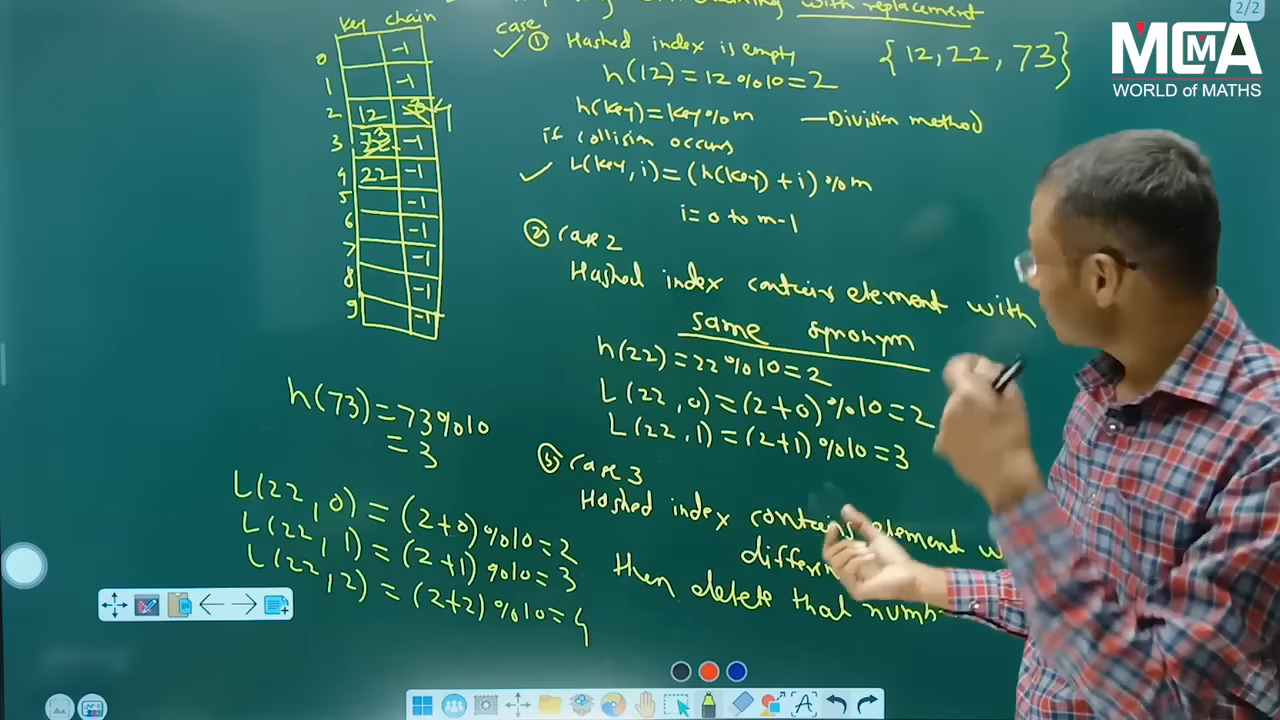 with replacement
2/2
key chain
case
✓ ① Hashed index is empty
{12, 22, 73}
MCMA
WORLD of MATHS
h(12) = 12 % 10 = 2
h(key) = key % m — Division method
if collision occurs
✓ L(key, i) = (h(key) + i) % m
i = 0 to m-1
0 -1
1 -1
2 12 4
3 73 -1
4 22 -1
5 -1
6 -1
7 -1
8 -1
9 -1
② case 2
Hashed index contains element with
same synonym
h(22) = 22 % 10 = 2
L(22, 0) = (2+0) % 10 = 2
L(22, 1) = (2+1) % 10 = 3
③ case 3
Hashed index contains element
then delete that
h(73) = 73 % 10
= 3
L(22, 0) = (2+0) % 10 = 2
L(22, 1) = (2+1) % 10 = 3
L(22, 2) = (2+2) % 10 = 4